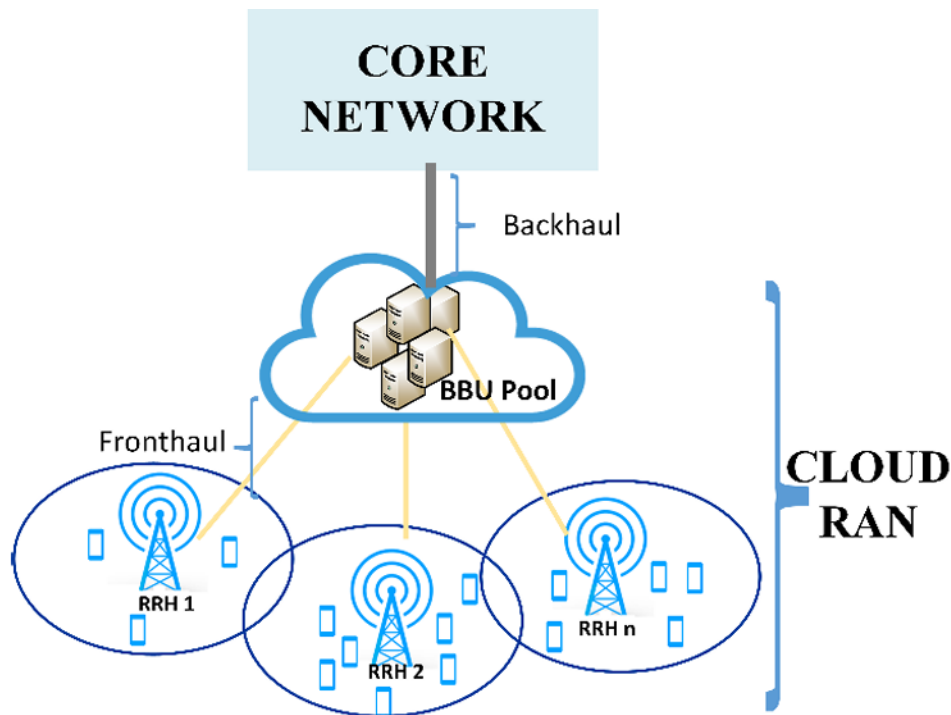 CORE
NETWORK
Backhaul
BBU Pool
Fronthaul
CLOUD
RAN
RRH 1
RRH 2
RRH n